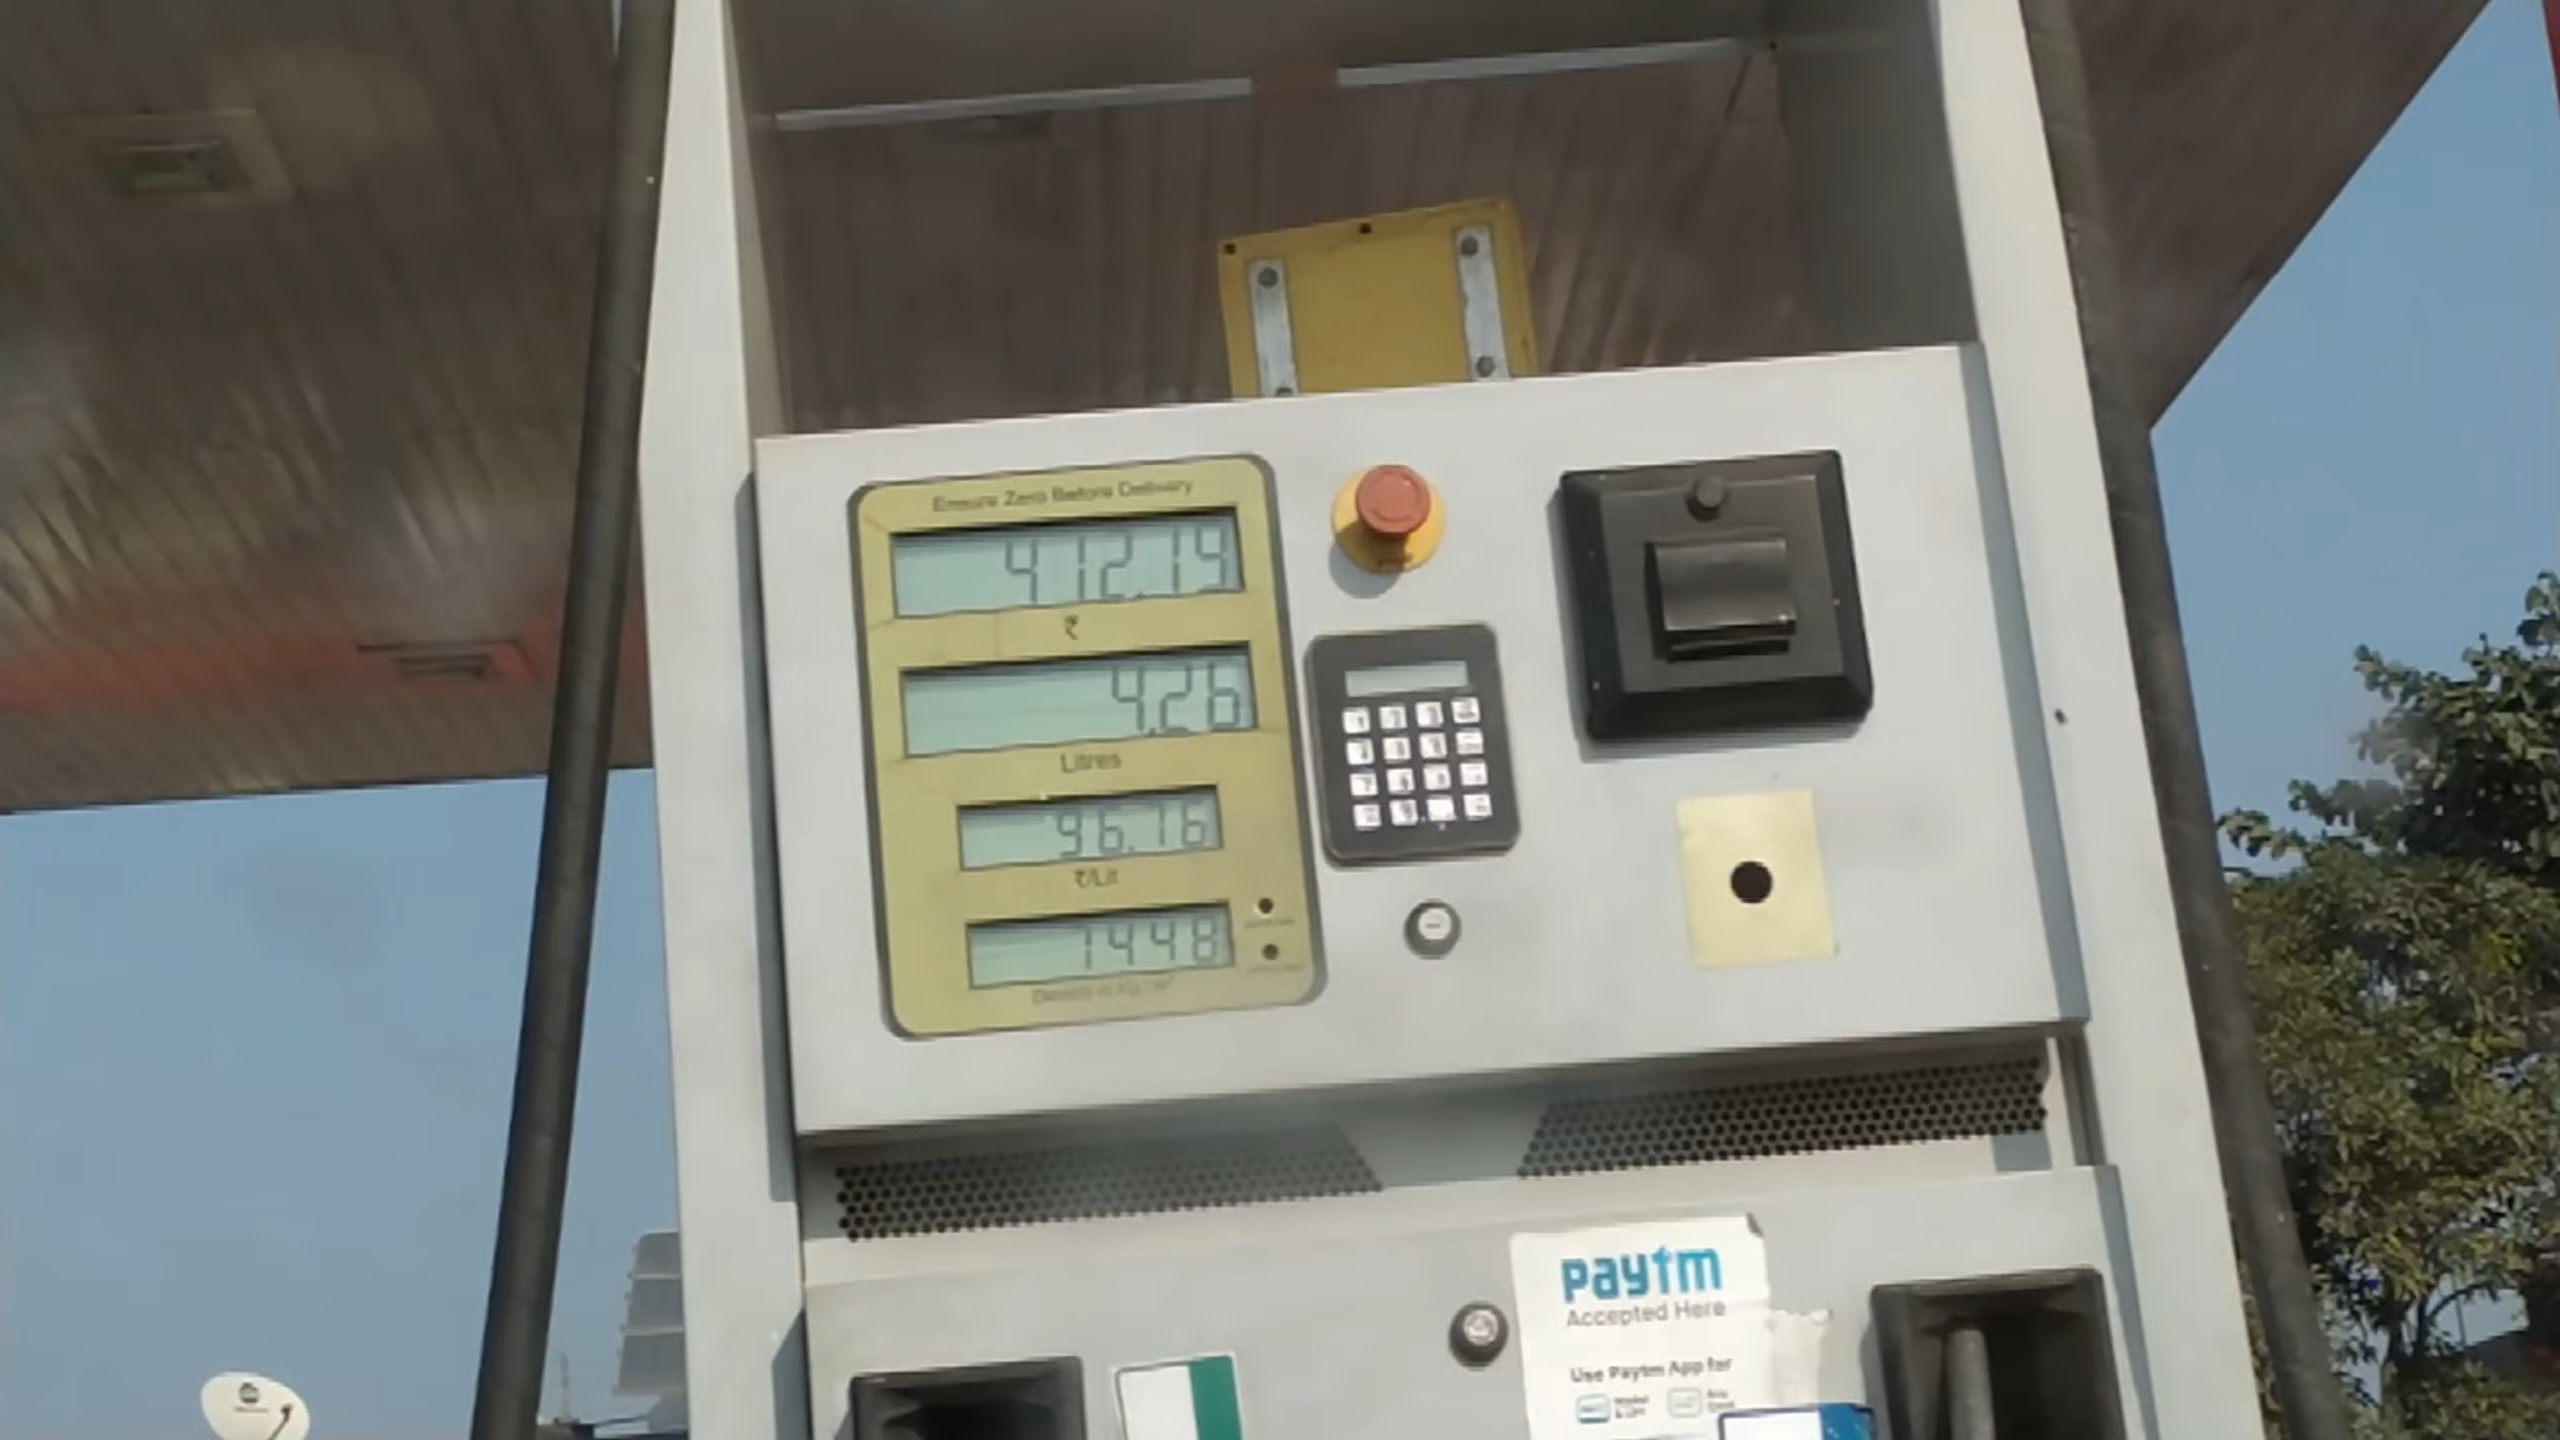 Ensure Zero Before Delivery
412.19
₹
4.26
Litres
96.76
₹/Lit
744.8
Density in Kg/m³
paytm
Accepted Here
Use Paytm App for